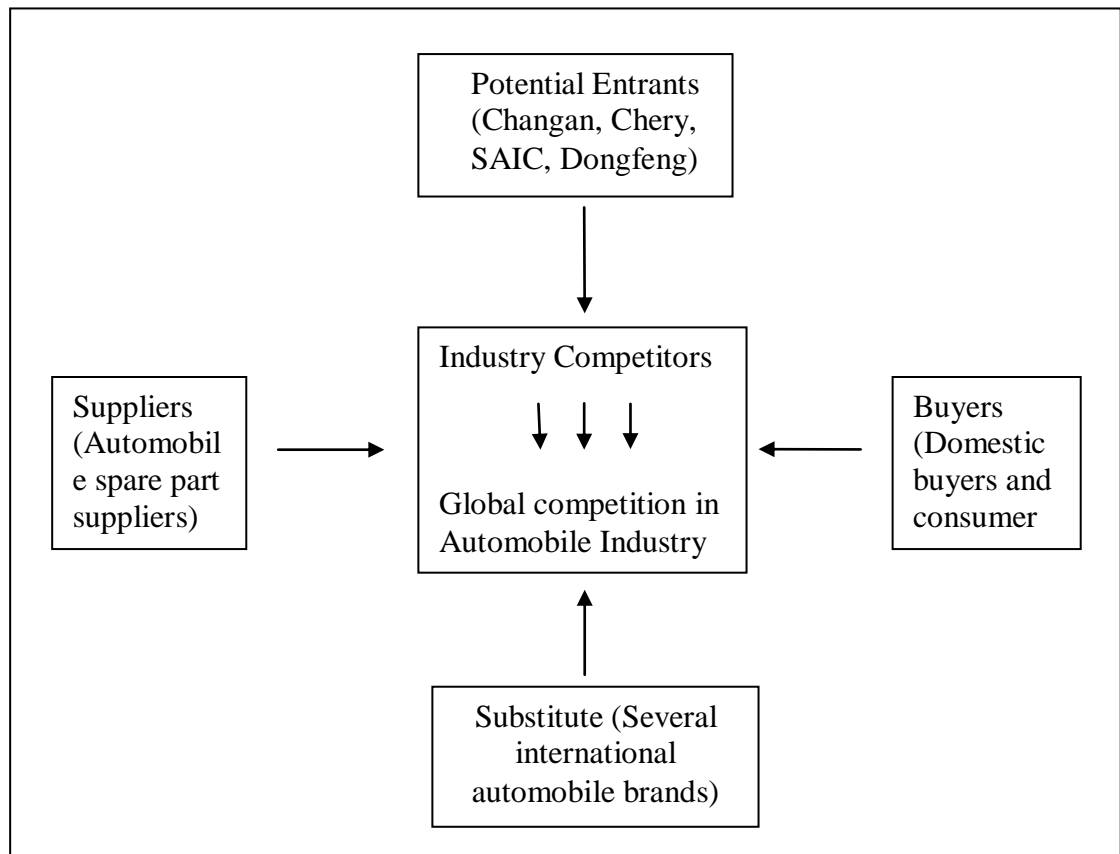 Potential Entrants
(Changan, Chery,
SAIC, Dongfeng)
Industry Competitors
Global competition in
Automobile Industry
Suppliers
(Automobil
e spare part
suppliers)
Buyers
(Domestic
buyers and
consumer
Substitute (Several
international
automobile brands)